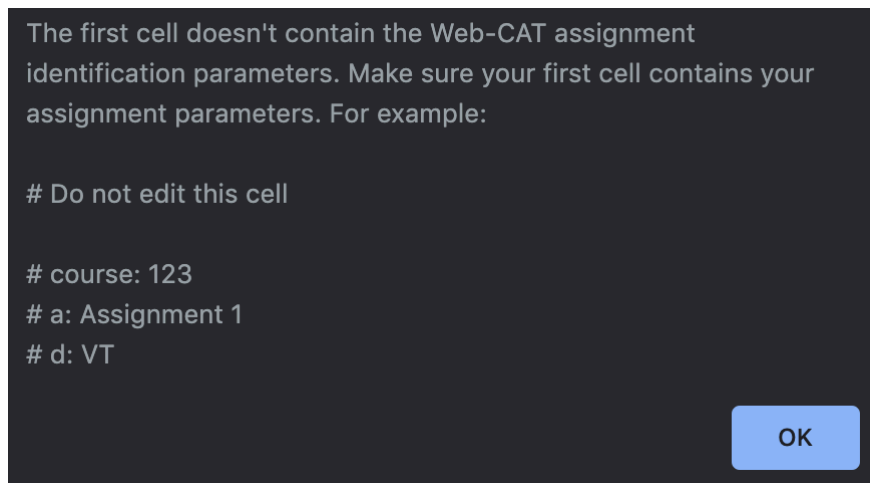 The first cell doesn't contain the Web-CAT assignment
identification parameters. Make sure your first cell contains your
assignment parameters. For example:
# Do not edit this cell
# course: 123
# a: Assignment 1
# d: VT
OK